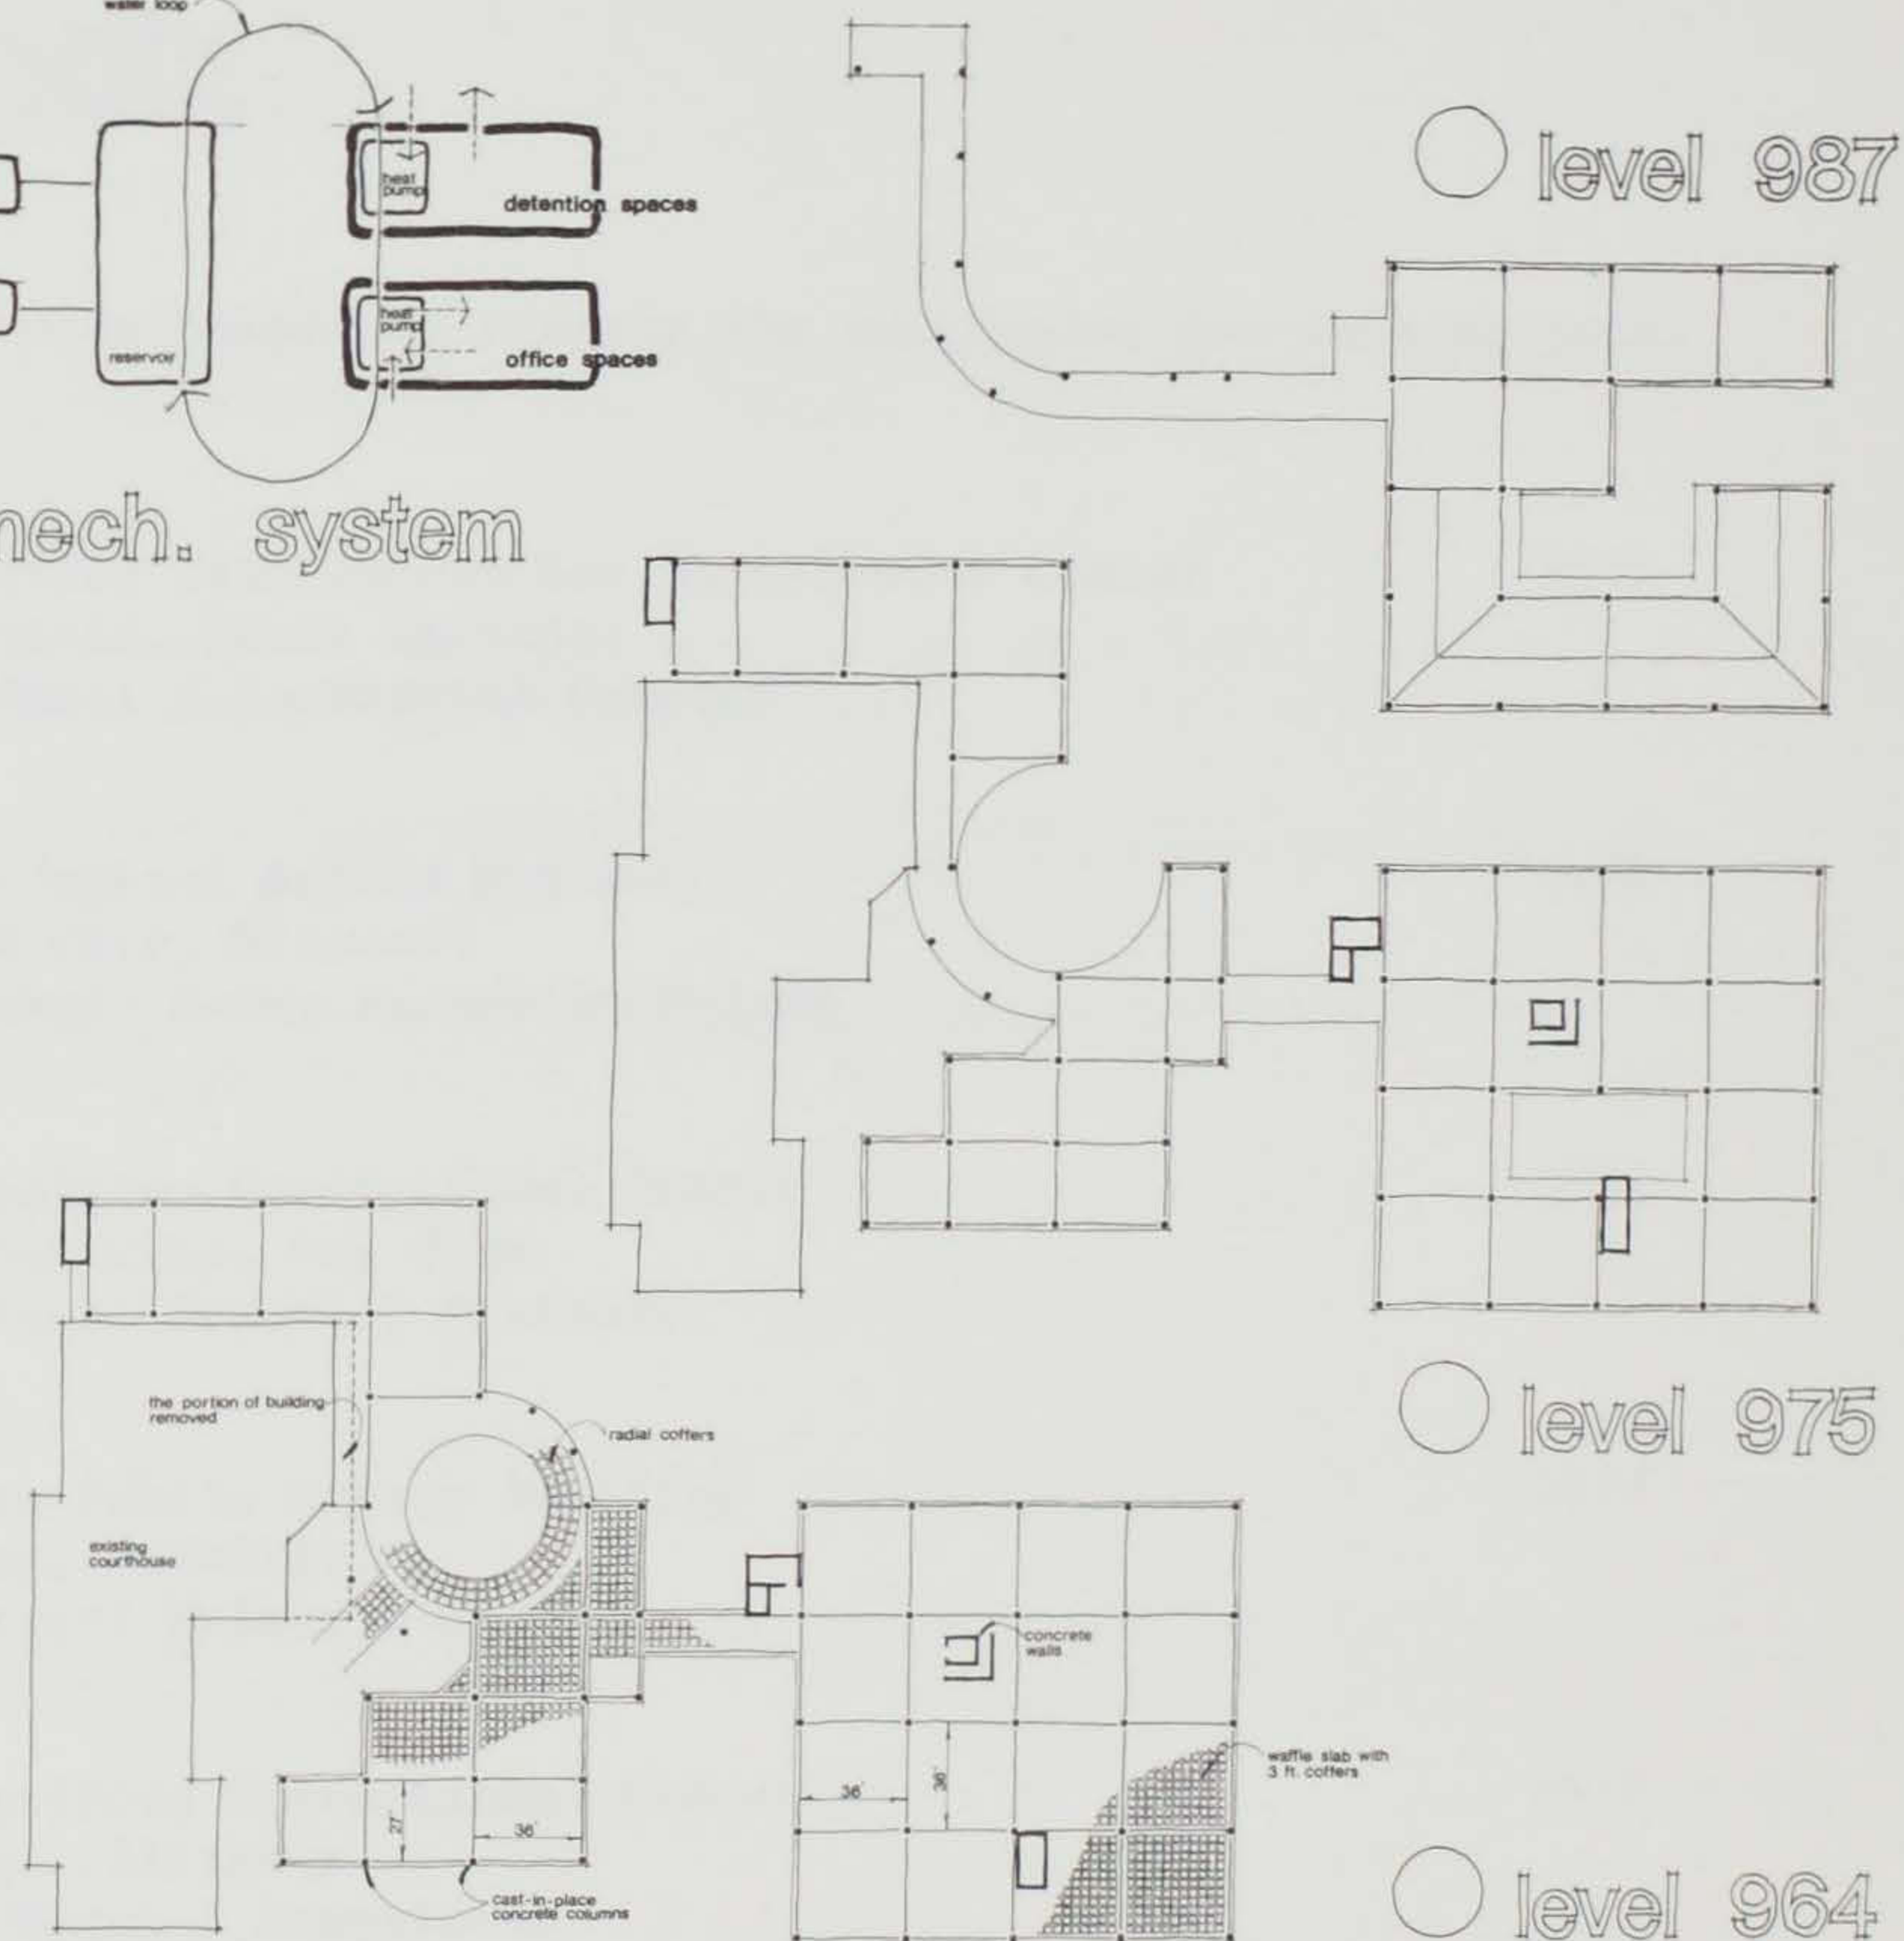 water loop
level 987
heat
pump
detention spaces
heat
pump
reservoir
office spaces
mech. system
level 975
the portion of building
removed
radial coffers
existing
courthouse
concrete
walls
waffle slab with
3 ft. coffers
36'
36'
27'
36'
cast-in-place
concrete columns
level 964